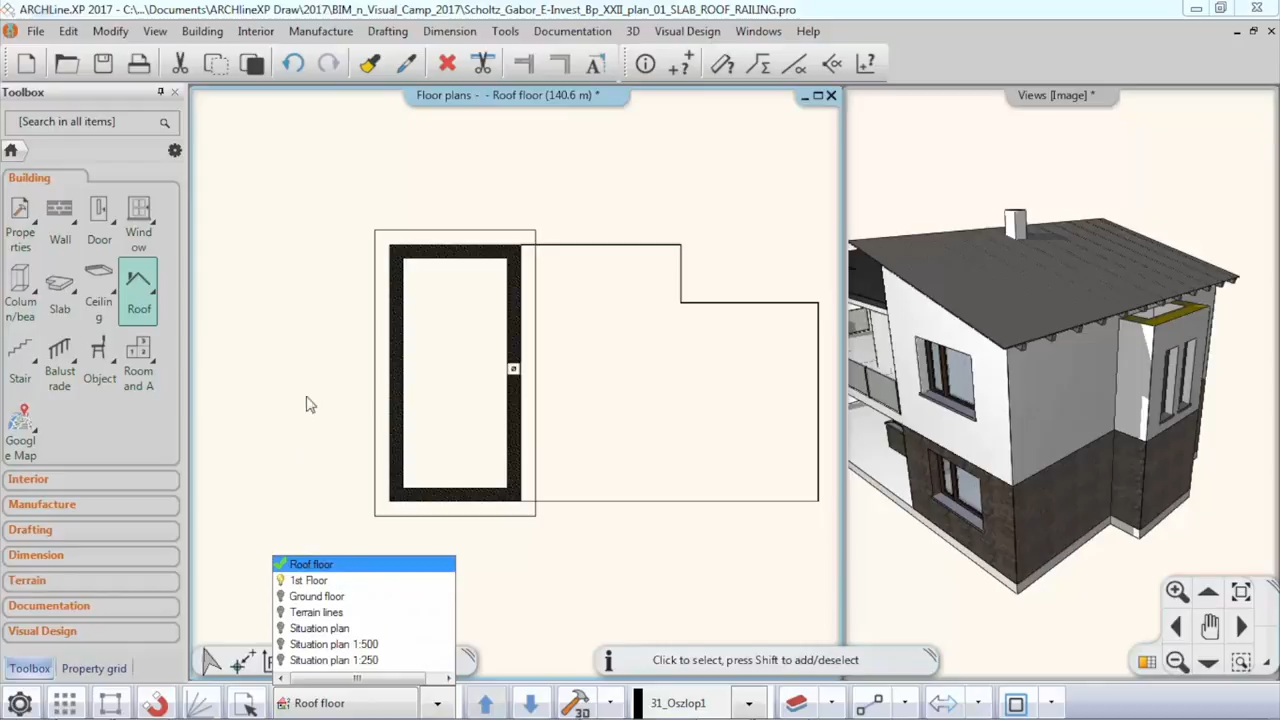 ARCHLine.XP 2017 - C:\...\Documents\ARCHlineXP Draw\2017\BIM_n_Visual_Camp_2017\Scholtz_Gabor_E-Invest_Bp_XXII_plan_01_SLAB_ROOF_RAILING.pro
File Edit Modify View Building Interior Manufacture Drafting Dimension Tools Documentation 3D Visual Design Windows Help
Toolbox
Floor plans - - Roof floor (140.6 m) *
Views [Image] *
[Search in all items]
Building
Prope
rties
Wall
Door
Wind
ow
Colum
n/bea
Slab
Ceilin
g
Roof
Stair
Balust
rade
Object
Room
and A
Googl
e Map
Interior
Manufacture
Drafting
Dimension
Terrain
Documentation
Visual Design
Toolbox
Property grid
Roof floor
1st Floor
Ground floor
Terrain lines
Situation plan
Situation plan 1:500
Situation plan 1:250
Click to select, press Shift to add/deselect
Roof floor
3D
31_Oszlop1